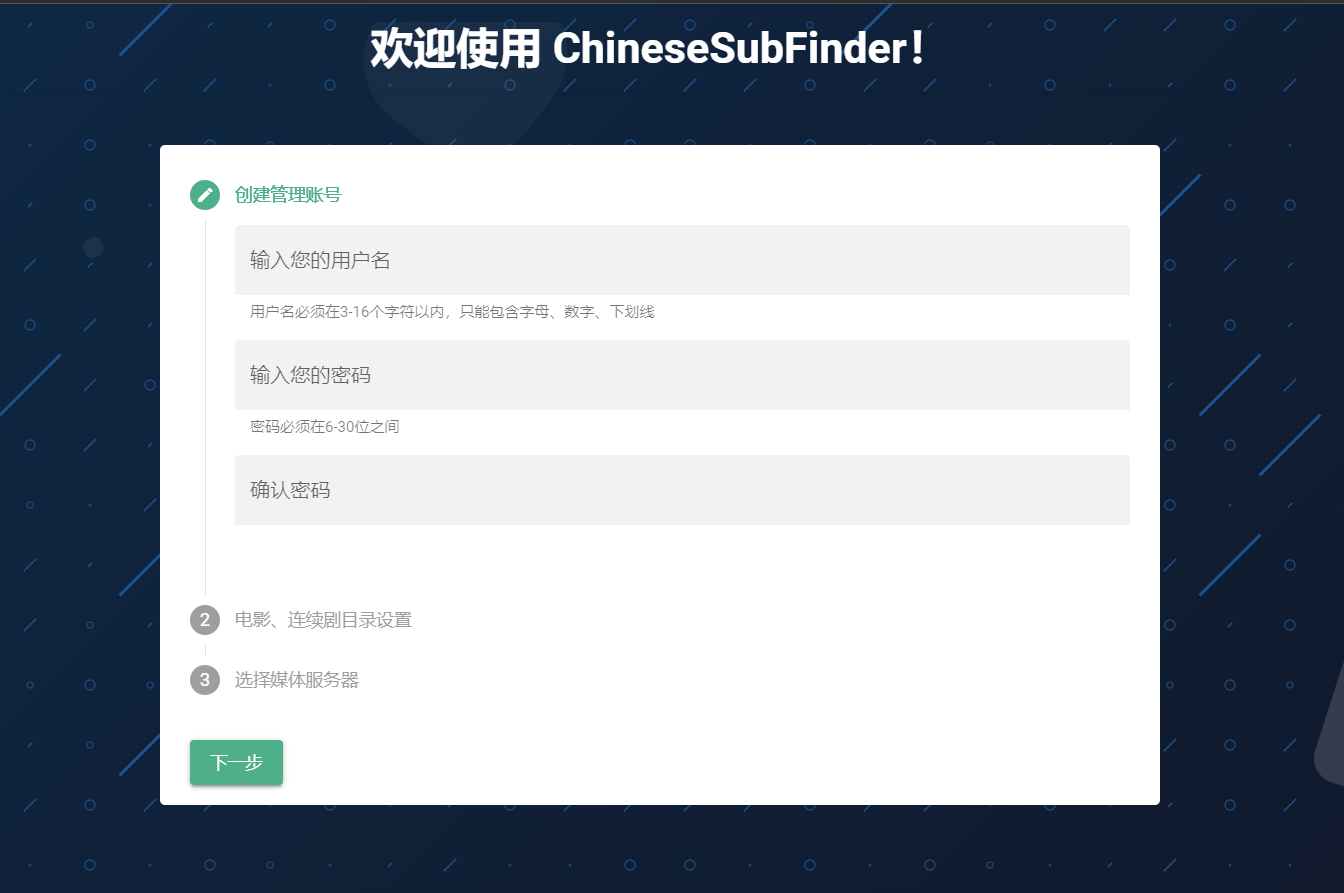 欢迎使用 ChineseSubFinder！
创建管理账号
输入您的用户名
用户名必须在3-16个字符以内，只能包含字母、数字、下划线
输入您的密码
密码必须在6-30位之间
确认密码
2 电影、连续剧目录设置
3 选择媒体服务器
下一步